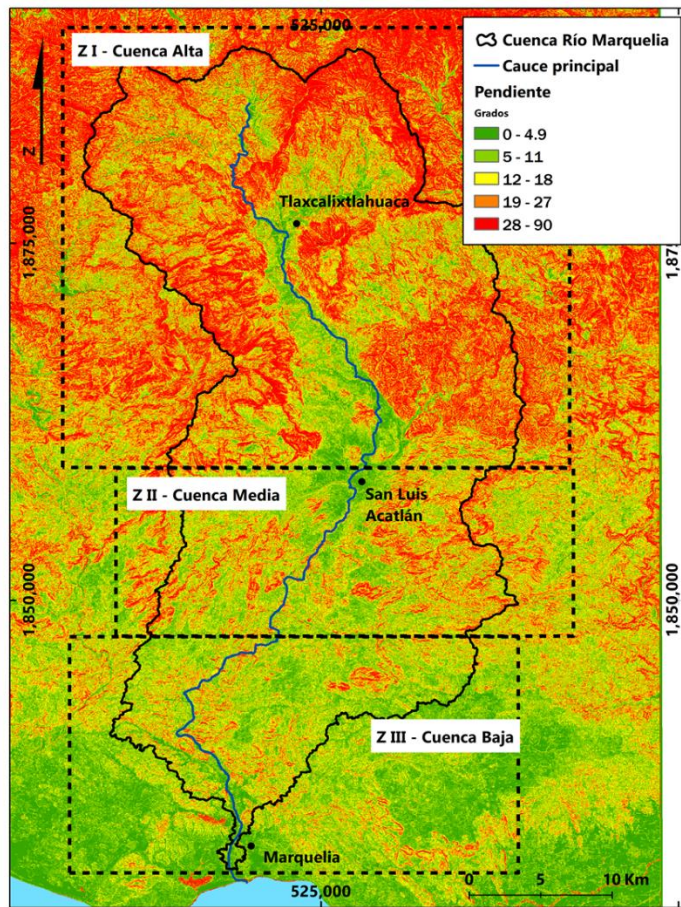 525,000
Z I - Cuenca Alta
Cuenca Río Marquelia
Cauce principal
Pendiente
Grados
0 - 4.9
5 - 11
12 - 18
19 - 27
28 - 90
Z
Tlaxcalixtlahuaca
1,875,000
1,875
Z II - Cuenca Media
San Luis
Acatlán
1,850,000
1,850,000
Z III - Cuenca Baja
Marquelia
0 5 10 Km
525,000